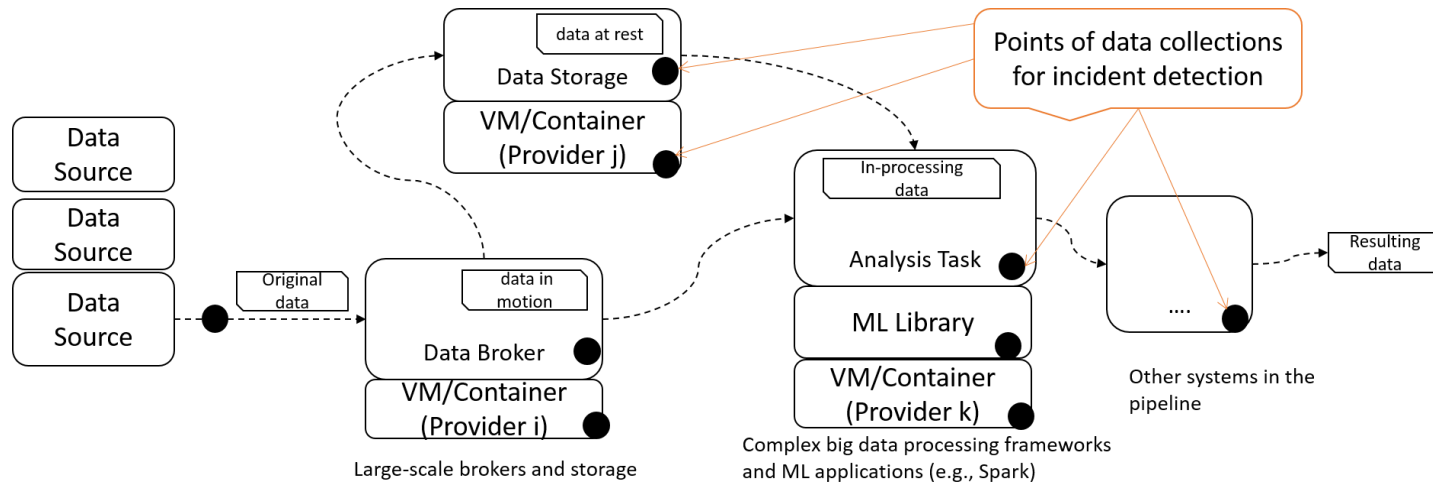 data at rest
Data Storage
VM/Container
(Provider j)
Points of data collections
for incident detection
Data
Source
Data
Source
Data
Source
Original
data
data in
motion
Data Broker
VM/Container
(Provider i)
Large-scale brokers and storage
In-processing
data
Analysis Task
ML Library
VM/Container
(Provider k)
Complex big data processing frameworks
and ML applications (e.g., Spark)
....
Other systems in the
pipeline
Resulting
data